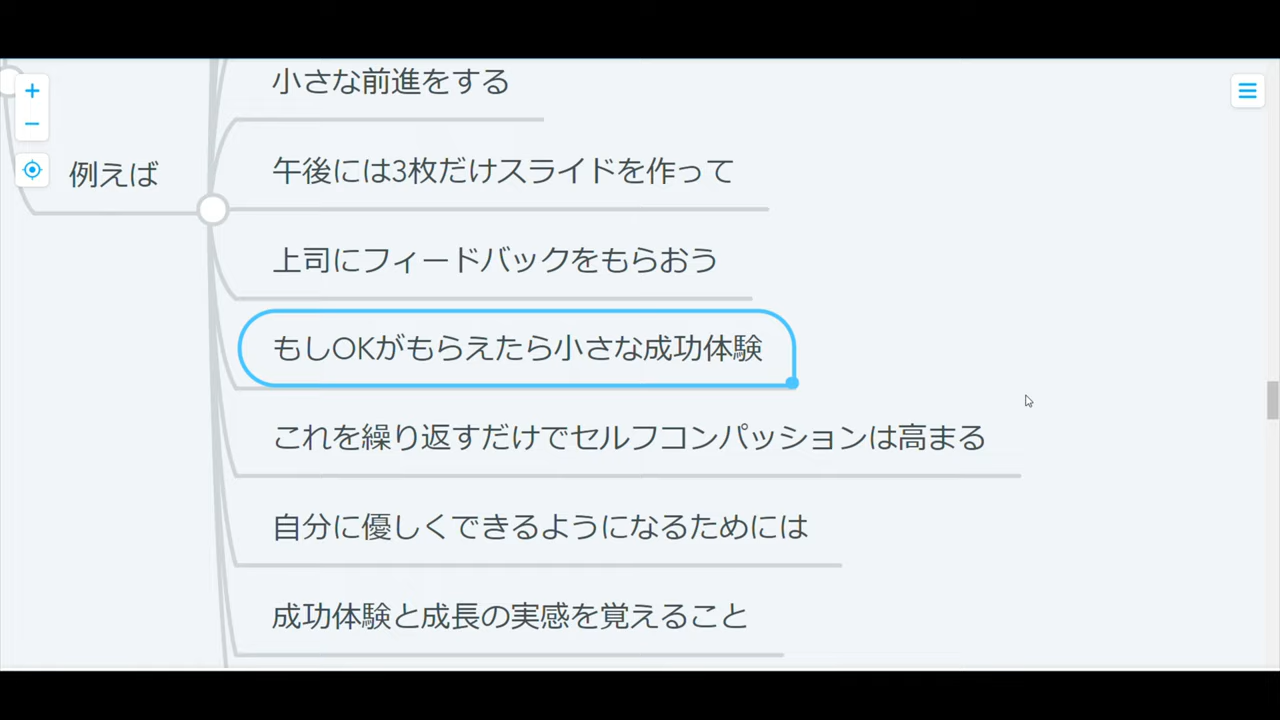 小さな前進をする
例えば
午後には3枚だけスライドを作って
上司にフィードバックをもらおう
もしOKがもらえたら小さな成功体験
これを繰り返すだけでセルフコンパッションは高まる
自分に優しくできるようになるためには
成功体験と成長の実感を覚えること